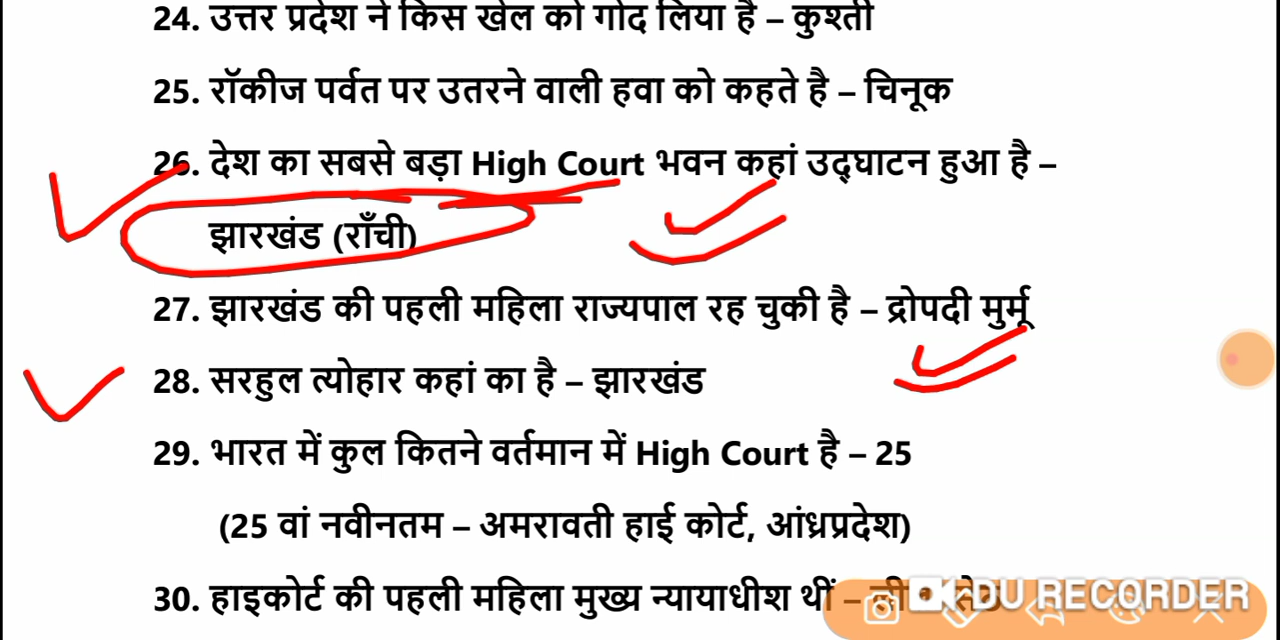 24. उत्तर प्रदेश ने किस खेल को गोद लिया है – कुश्ती
25. रॉकीज पर्वत पर उतरने वाली हवा को कहते है – चिनूक
26. देश का सबसे बड़ा High Court भवन कहां उद्घाटन हुआ है –
झारखंड (राँची)
27. झारखंड की पहली महिला राज्यपाल रह चुकी है – द्रोपदी मुर्मू
28. सरहुल त्योहार कहां का है – झारखंड
29. भारत में कुल कितने वर्तमान में High Court है – 25
(25 वां नवीनतम – अमरावती हाई कोर्ट, आंध्रप्रदेश)
30. हाइकोर्ट की पहली महिला मुख्य न्यायाधीश थीं –
DU RECORDER